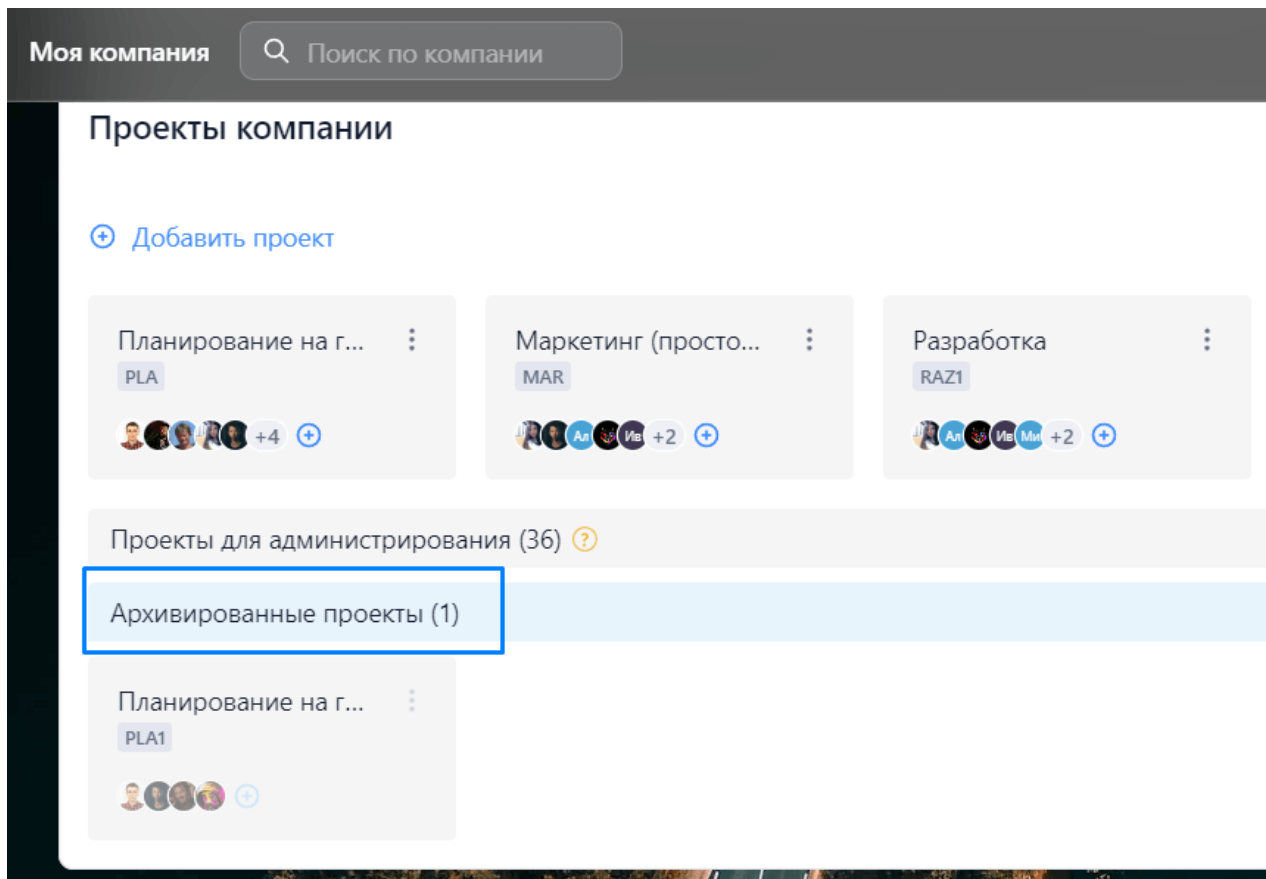 Моя компания
Поиск по компании
Проекты компании
Добавить проект
Планирование на г...
PLA
+4
Маркетинг (просто...
MAR
Ал
Ив
+2
Разработка
RAZ1
Ал
Ив
Ми
+2
Проекты для администрирования (36) ?
Архивированные проекты (1)
Планирование на г...
PLA1